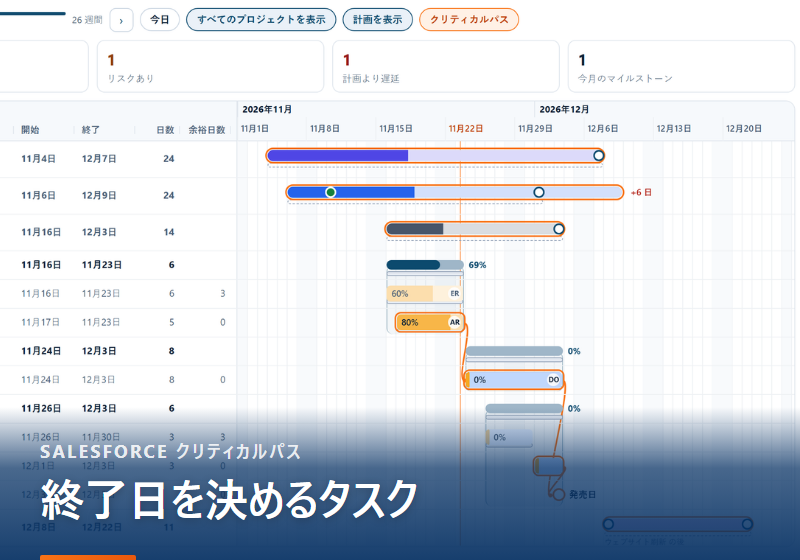 26 週間 › 今日 すべてのプロジェクトを表示 計画を表示 クリティカルパス
1 1 1
リスクあり 計画より遅延 今月のマイルストーン
2026年11月 2026年12月
開始 終了 日数 余裕日数 11月1日 11月8日 11月15日 11月22日 11月29日 12月6日 12月13日 12月20日
11月4日 12月7日 24
11月6日 12月9日 24 +6 日
11月16日 12月3日 14
11月16日 11月23日 6 69%
11月16日 11月23日 6 3 60% ER
11月17日 11月23日 5 0 80% AR
11月24日 12月3日 8 0%
11月24日 12月3日 8 0 0% DO
11月26日 12月3日 6 0%
11月26日 11月30日 3 3 0%
SALESFORCE クリティカルパス
12月1日 12月3日 3 0
終了日を決めるタスク
発売日
12月8日 12月22日 11